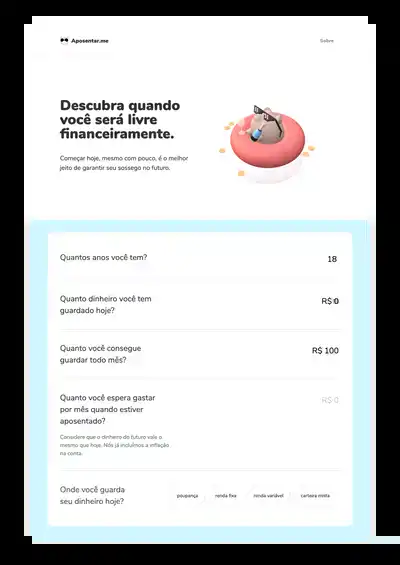 Aposentar.me
Sobre
Descubra quando
você será livre
financeiramente.
Começar hoje, mesmo com pouco, é o melhor
jeito de garantir seu sossego no futuro.
Quantos anos você tem?
18
Quanto dinheiro você tem
guardado hoje?
R$ 0
Quanto você consegue
guardar todo mês?
R$ 100
Quanto você espera gastar
por mês quando estiver
aposentado?
R$ 0
Considere que o dinheiro do futuro vale o
mesmo que hoje. Nós já incluímos a inflação
na conta.
Onde você guarda
seu dinheiro hoje?
poupança
renda fixa
renda variável
carteira mista